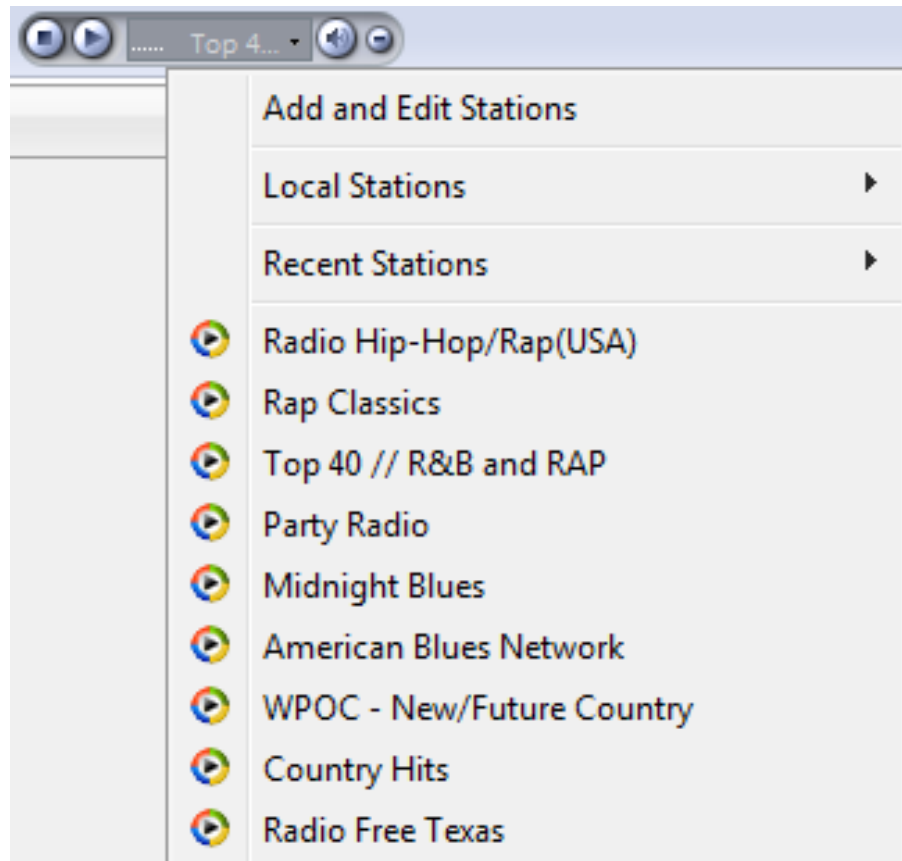 ...... Top 4...
Add and Edit Stations
Local Stations
Recent Stations
Radio Hip-Hop/Rap(USA)
Rap Classics
Top 40 // R&B and RAP
Party Radio
Midnight Blues
American Blues Network
WPOC - New/Future Country
Country Hits
Radio Free Texas